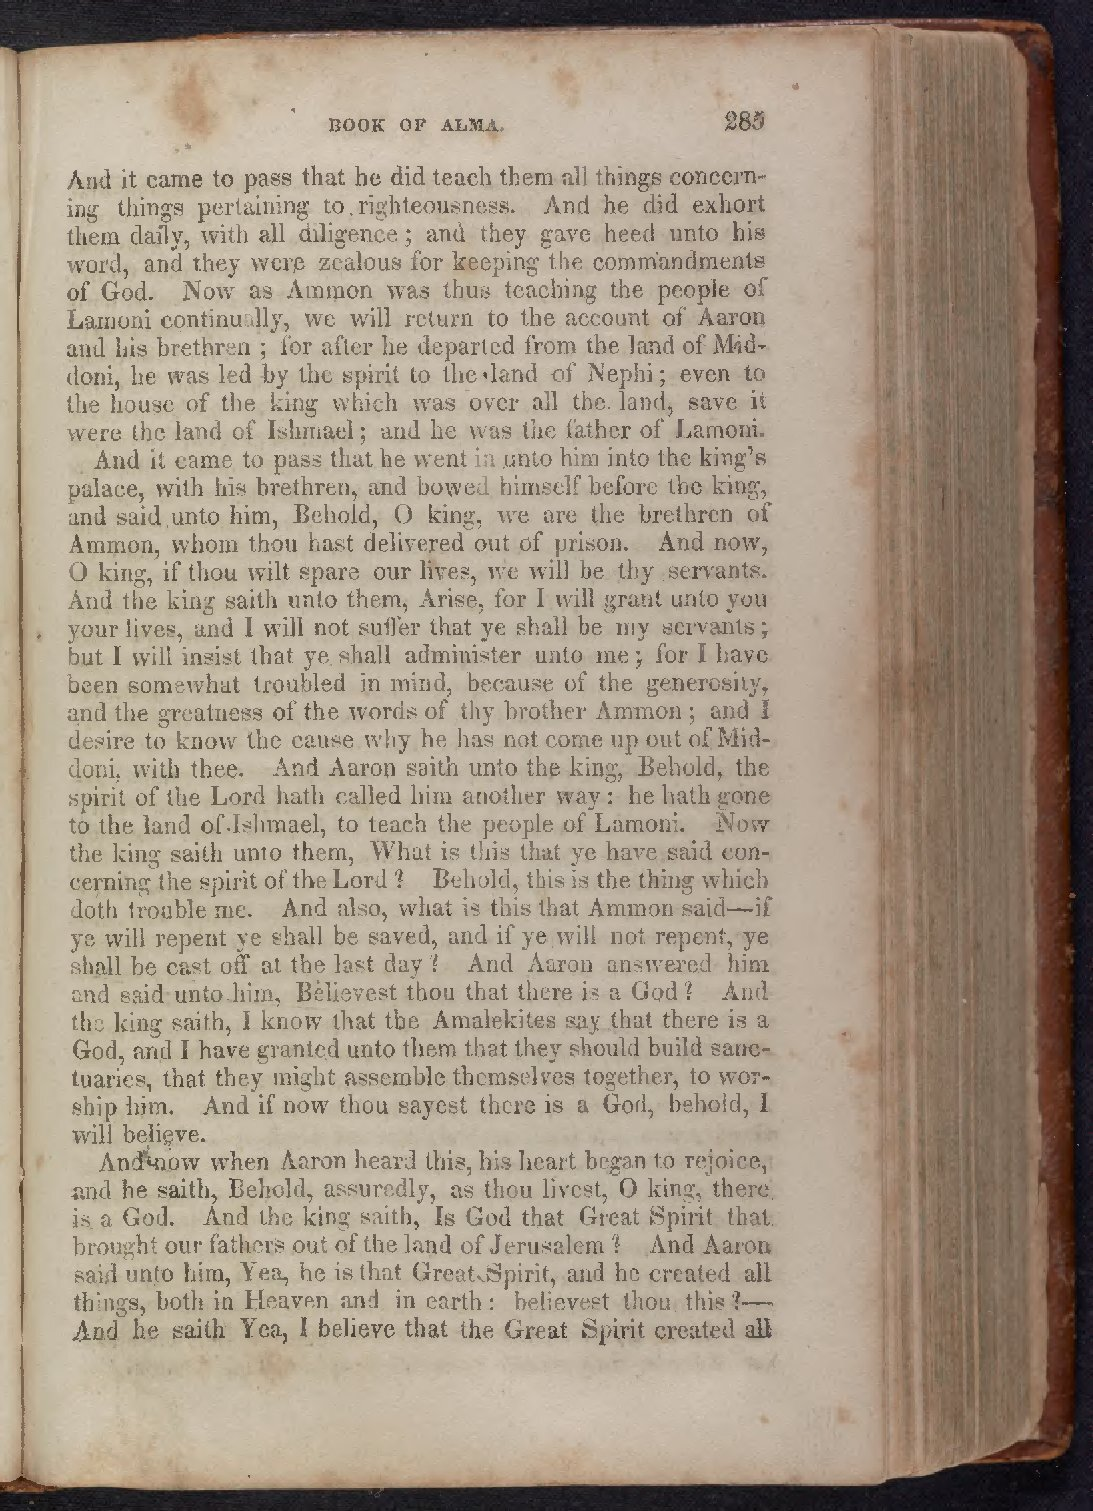 BOOK OF ALMA. 285
And it came to pass that he did teach them all things concern-
ing things pertaining to righteousness. And he did exhort
them daily, with all diligence; and they gave heed unto his
word, and they were zealous for keeping the commandments
of God. Now as Ammon was thus teaching the people of
Lamoni continually, we will return to the account of Aaron
and his brethren; for after he departed from the land of Mid-
doni, he was led by the spirit to the land of Nephi; even to
the house of the king which was over all the land, save it
were the land of Ishmael; and he was the father of Lamoni.
And it came to pass that he went in unto him into the king's
palace, with his brethren, and bowed himself before the king,
and said unto him, Behold, O king, we are the brethren of
Ammon, whom thou hast delivered out of prison. And now,
O king, if thou wilt spare our lives, we will be thy servants.
And the king saith unto them, Arise, for I will grant unto you
your lives, and I will not suffer that ye shall be my servants;
but I will insist that ye shall administer unto me; for I have
been somewhat troubled in mind, because of the generosity,
and the greatness of the words of thy brother Ammon; and I
desire to know the cause why he has not come up out of Mid-
doni, with thee. And Aaron saith unto the king, Behold, the
spirit of the Lord hath called him another way: he hath gone
to the land of Ishmael, to teach the people of Lamoni. Now
the king saith unto them, What is this that ye have said con-
cerning the spirit of the Lord? Behold, this is the thing which
doth trouble me. And also, what is this that Ammon said—if
ye will repent ye shall be saved, and if ye will not repent, ye
shall be cast off at the last day? And Aaron answered him
and said unto him, Believest thou that there is a God? And
the king saith, I know that the Amalekites say that there is a
God, and I have granted unto them that they should build sanc-
tuaries, that they might assemble themselves together, to wor-
ship him. And if now thou sayest there is a God, behold, I
will believe.
And now when Aaron heard this, his heart began to rejoice,
and he saith, Behold, assuredly, as thou livest, O king, there
is a God. And the king saith, Is God that Great Spirit that
brought our fathers out of the land of Jerusalem? And Aaron
said unto him, Yea, he is that Great Spirit, and he created all
things, both in Heaven and in earth: believest thou this?—
And he saith Yea, I believe that the Great Spirit created all